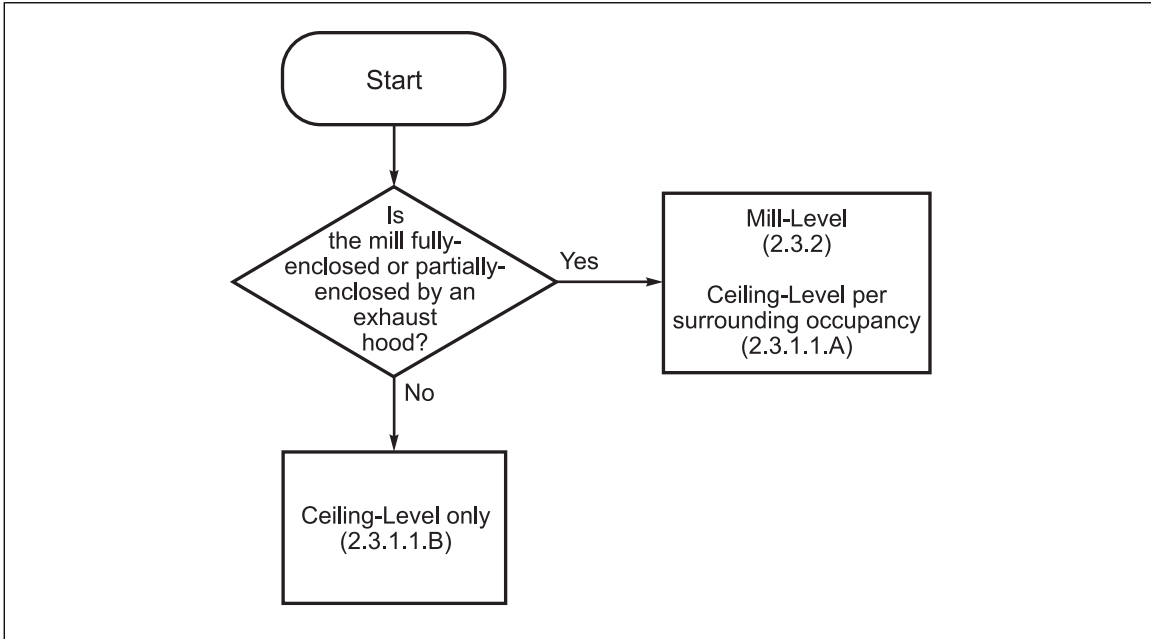 Start
Is
the mill fully-
enclosed or partially-
enclosed by an
exhaust
hood?
Yes
Mill-Level
(2.3.2)
Ceiling-Level per
surrounding occupancy
(2.3.1.1.A)
No
Ceiling-Level only
(2.3.1.1.B)